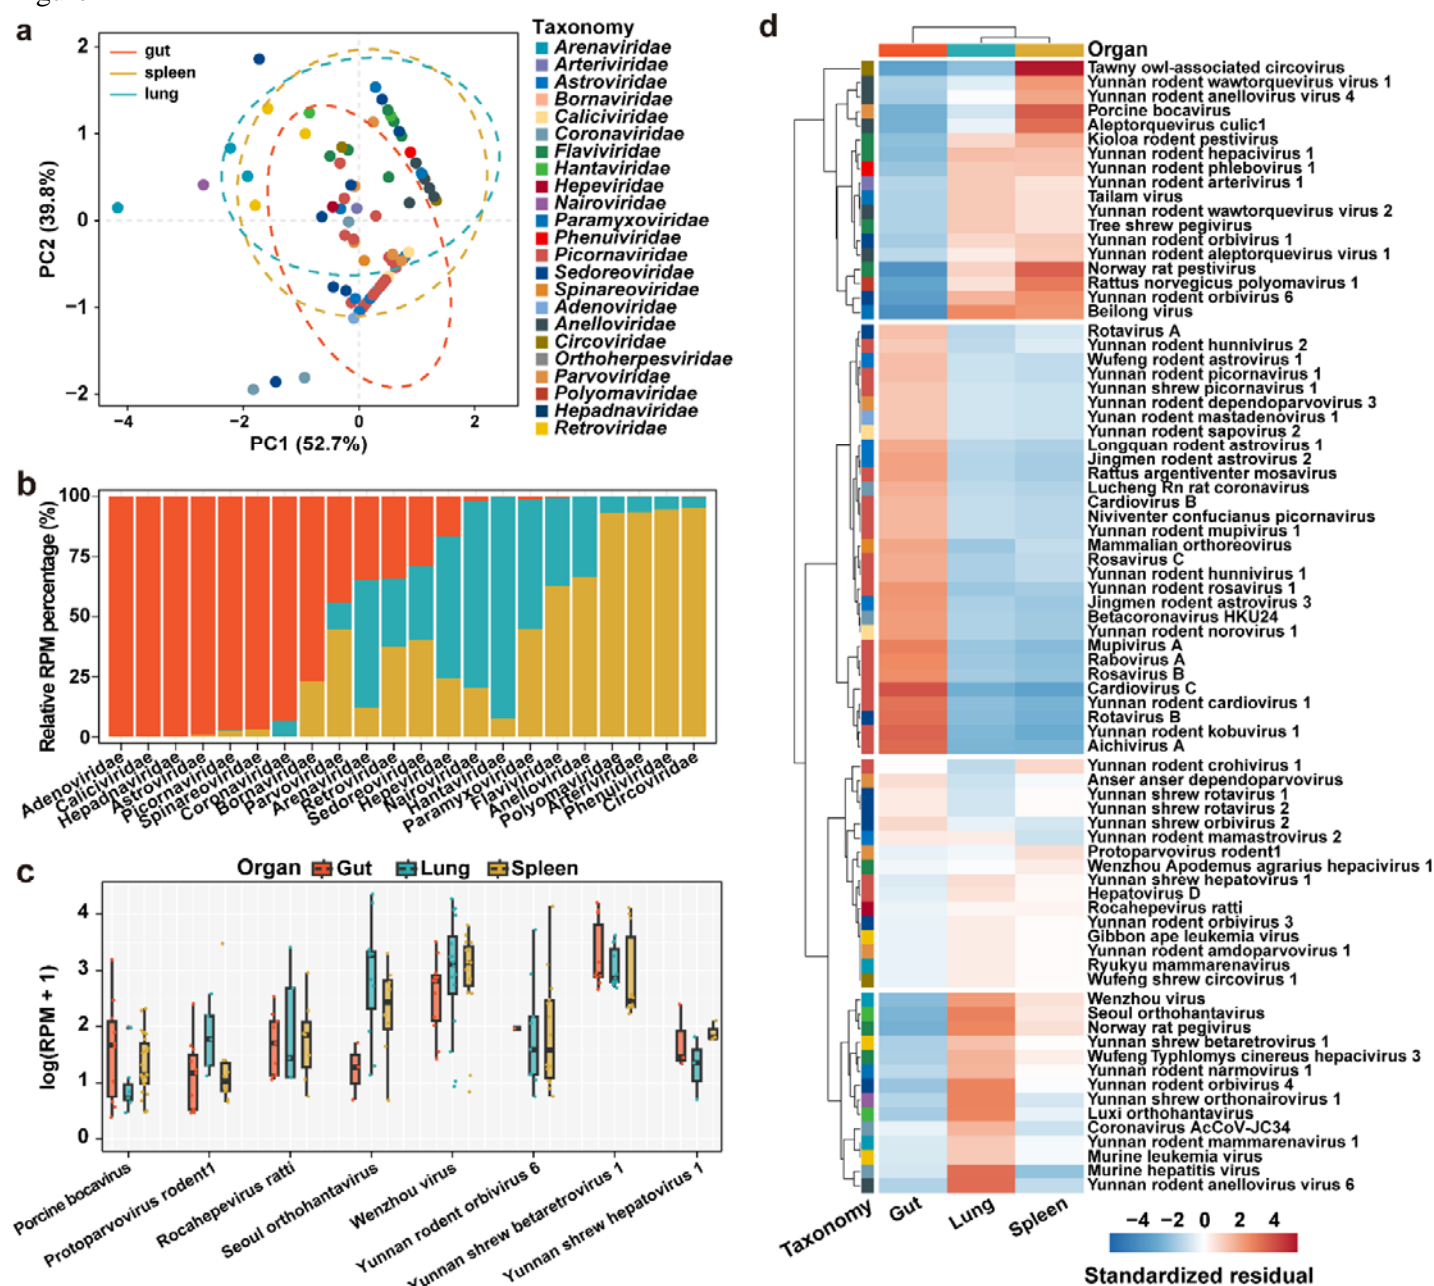 a
gut
spleen
lung
2
1
0
−1
−2
−4
−2
0
2
PC2 (39.8%)
PC1 (52.7%)
Taxonomy
Arenaviridae
Arteriviridae
Astroviridae
Bornaviridae
Caliciviridae
Coronaviridae
Flaviviridae
Hantaviridae
Hepeviridae
Nairoviridae
Paramyxoviridae
Phenuiviridae
Picornaviridae
Sedoreoviridae
Spinareoviridae
Adenoviridae
Anelloviridae
Circoviridae
Orthoherpesviridae
Parvoviridae
Polyomaviridae
Hepadnaviridae
Retroviridae
b
Relative RPM percentage (%)
100
75
50
25
0
Adenoviridae
Caliciviridae
Hepadnaviridae
Astroviridae
Picornaviridae
Spinareoviridae
Coronaviridae
Bornaviridae
Parvoviridae
Arenaviridae
Retroviridae
Sedoreoviridae
Hepeviridae
Nairoviridae
Hantaviridae
Paramyxoviridae
Flaviviridae
Anelloviridae
Polyomaviridae
Arteriviridae
Phenuiviridae
Circoviridae
c
Organ Gut Lung Spleen
log(RPM + 1)
4
3
2
1
0
Porcine bocavirus
Protoparvovirus rodent1
Rocahepevirus ratti
Seoul orthohantavirus
Wenzhou virus
Yunnan rodent orbivirus 6
Yunnan shrew betaretrovirus 1
Yunnan shrew hepatovirus 1
d
Organ
Tawny owl-associated circovirus
Yunnan rodent wawtorquevirus virus 1
Yunnan rodent anellovirus virus 4
Porcine bocavirus
Aleptorquevirus culic1
Kioloa rodent pestivirus
Yunnan rodent hepacivirus 1
Yunnan rodent phlebovirus 1
Yunnan rodent arterivirus 1
Tailam virus
Yunnan rodent wawtorquevirus virus 2
Tree shrew pegivirus
Yunnan rodent orbivirus 1
Yunnan rodent aleptorquevirus virus 1
Norway rat pestivirus
Rattus norvegicus polyomavirus 1
Yunnan rodent orbivirus 6
Beilong virus
Rotavirus A
Yunnan rodent hunnivirus 2
Wufeng rodent astrovirus 1
Yunnan rodent picornavirus 1
Yunnan shrew picornavirus 1
Yunnan rodent dependoparvovirus 3
Yunan rodent mastadenovirus 1
Yunnan rodent sapovirus 2
Longquan rodent astrovirus 1
Jingmen rodent astrovirus 2
Rattus argentiventer mosavirus
Lucheng Rn rat coronavirus
Cardiovirus B
Niviventer confucianus picornavirus
Yunnan rodent mupivirus 1
Mammalian orthoreovirus
Rosavirus C
Yunnan rodent hunnivirus 1
Yunnan rodent rosavirus 1
Jingmen rodent astrovirus 3
Betacoronavirus HKU24
Yunnan rodent norovirus 1
Mupivirus A
Rabovirus A
Rosavirus B
Cardiovirus C
Yunnan rodent cardiovirus 1
Rotavirus B
Yunnan rodent kobuvirus 1
Aichivirus A
Yunnan rodent crohivirus 1
Anser anser dependoparvovirus
Yunnan shrew rotavirus 1
Yunnan shrew rotavirus 2
Yunnan shrew orbivirus 2
Yunnan rodent mamastrovirus 2
Protoparvovirus rodent1
Wenzhou Apodemus agrarius hepacivirus 1
Yunnan shrew hepatovirus 1
Hepatovirus D
Rocahepevirus ratti
Yunnan rodent orbivirus 3
Gibbon ape leukemia virus
Yunnan rodent amdoparvovirus 1
Ryukyu mammarenavirus
Wufeng shrew circovirus 1
Wenzhou virus
Seoul orthohantavirus
Norway rat pegivirus
Yunnan shrew betaretrovirus 1
Wufeng Typhlomys cinereus hepacivirus 3
Yunnan rodent narmovirus 1
Yunnan rodent orbivirus 4
Yunnan shrew orthonairovirus 1
Luxi orthohantavirus
Coronavirus AcCoV-JC34
Yunnan rodent mammarenavirus 1
Murine leukemia virus
Murine hepatitis virus
Yunnan rodent anellovirus virus 6
Taxonomy
Gut
Lung
Spleen
−4 −2 0 2 4
Standardized residual